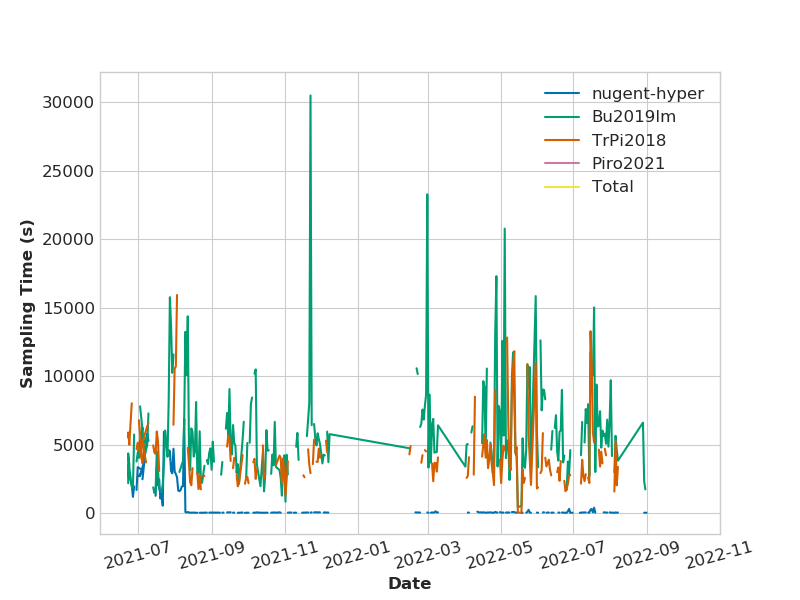 30000
25000
20000
15000
10000
5000
0
Sampling Time (s)
nugent-hyper
Bu2019lm
TrPi2018
Piro2021
Total
2021-07
2021-09
2021-11
2022-01
2022-03
2022-05
2022-07
2022-09
2022-11
Date